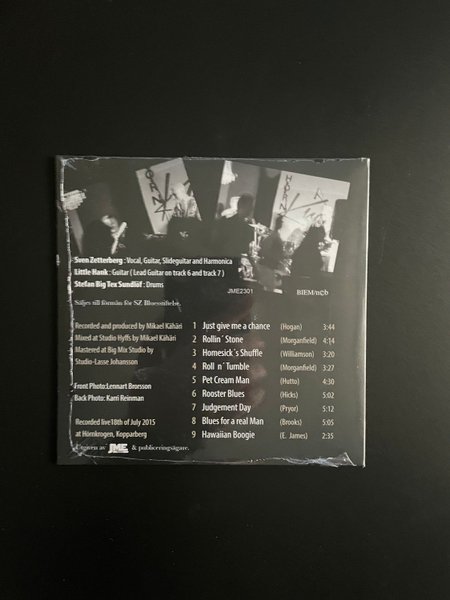 HÖRN
Sven Zetterberg : Vocal, Guitar, Slideguitar and Harmonica
Little Hank : Guitar ( Lead Guitar on track 6 and track 7 )
Stefan Big Tex Sundlöf : Drums
JME2301
BIEM/n©b
Säljes till förmån för SZ Bluesstiftelse.
Recorded and produced by Mikael Kähäri
Mixed at Studio Hyffs by Mikael Kähäri
Mastered at Big Mix Studio by
Studio-Lasse Johansson
Front Photo:Lennart Brorsson
Back Photo: Karri Reinman
Recorded live18th of July 2015
at Hörnkrogen, Kopparberg
Utgiven av JME & publiceringsägare.
1 Just give me a chance (Hogan) 3:44
2 Rollin´ Stone (Morganfield) 4:14
3 Homesick´s Shuffle (Williamson) 3:20
4 Roll n´ Tumble (Morganfield) 3:27
5 Pet Cream Man (Hutto) 4:30
6 Rooster Blues (Hicks) 5:02
7 Judgement Day (Pryor) 5:12
8 Blues for a real Man (Brooks) 5:05
9 Hawaiian Boogie (E. James) 2:35